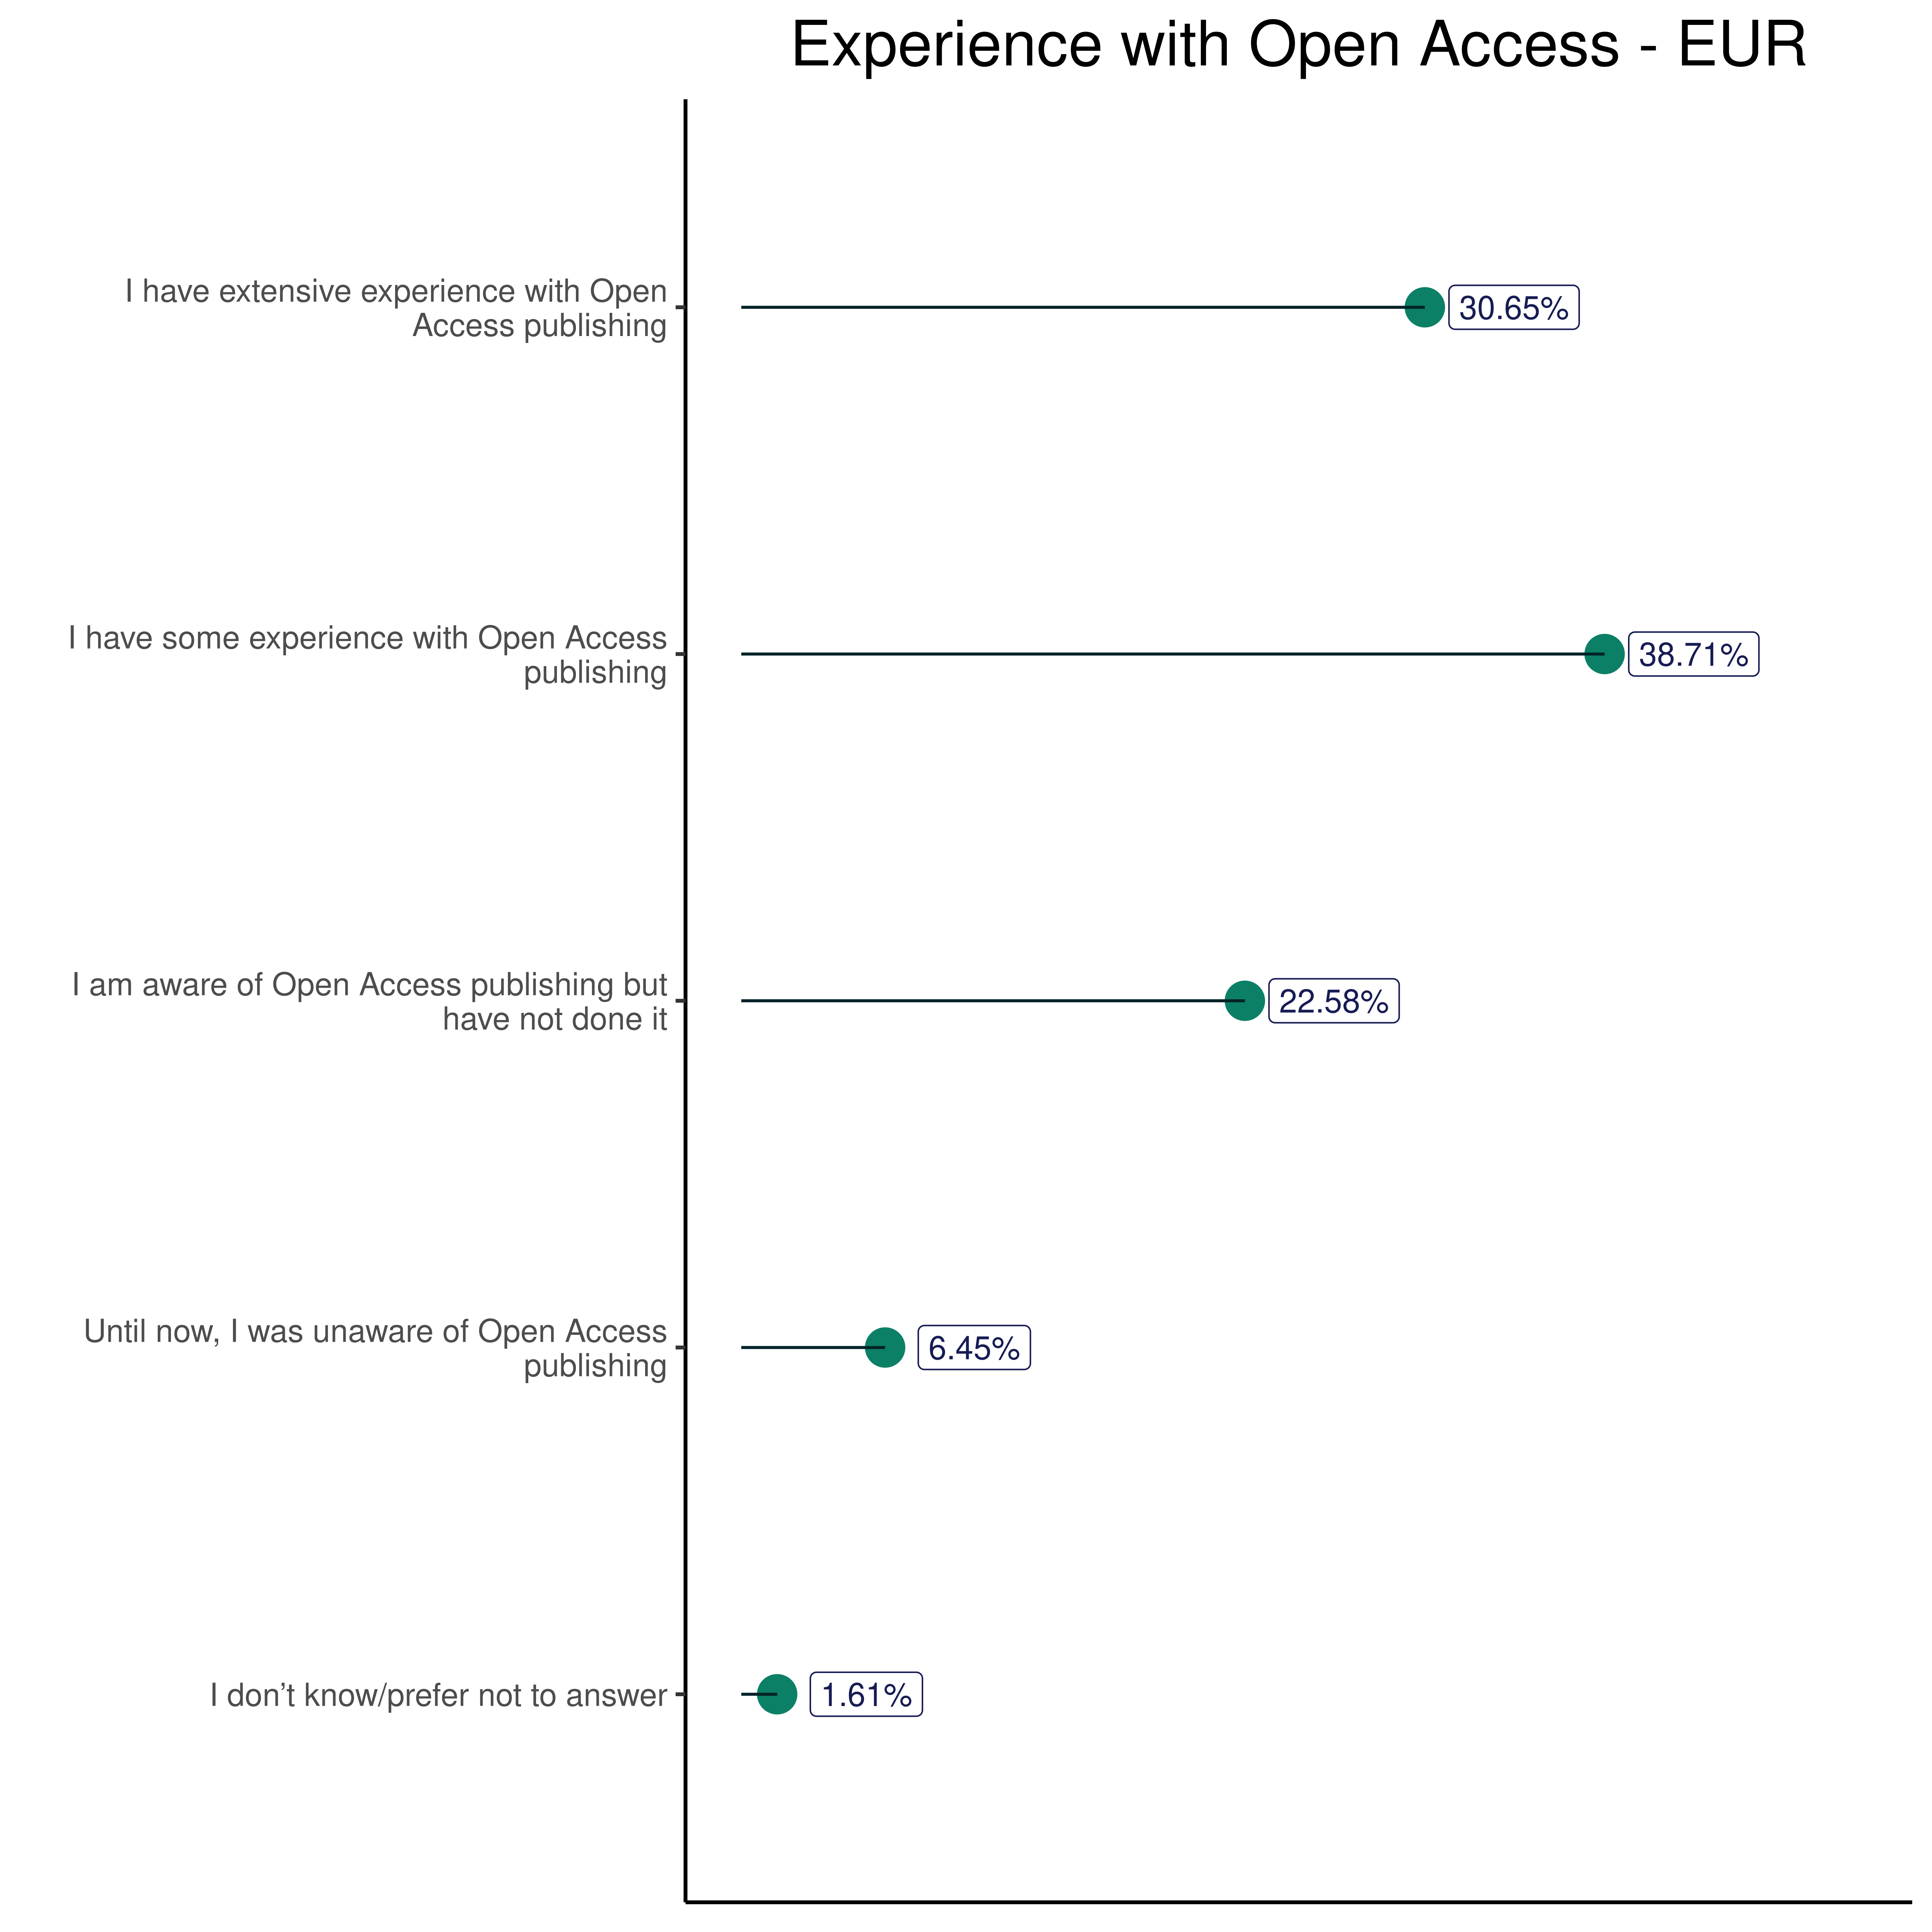 Experience with Open Access - EUR
I have extensive experience with Open
Access publishing
30.65%
I have some experience with Open Access
publishing
38.71%
I am aware of Open Access publishing but
have not done it
22.58%
Until now, I was unaware of Open Access
publishing
6.45%
I don’t know/prefer not to answer
1.61%